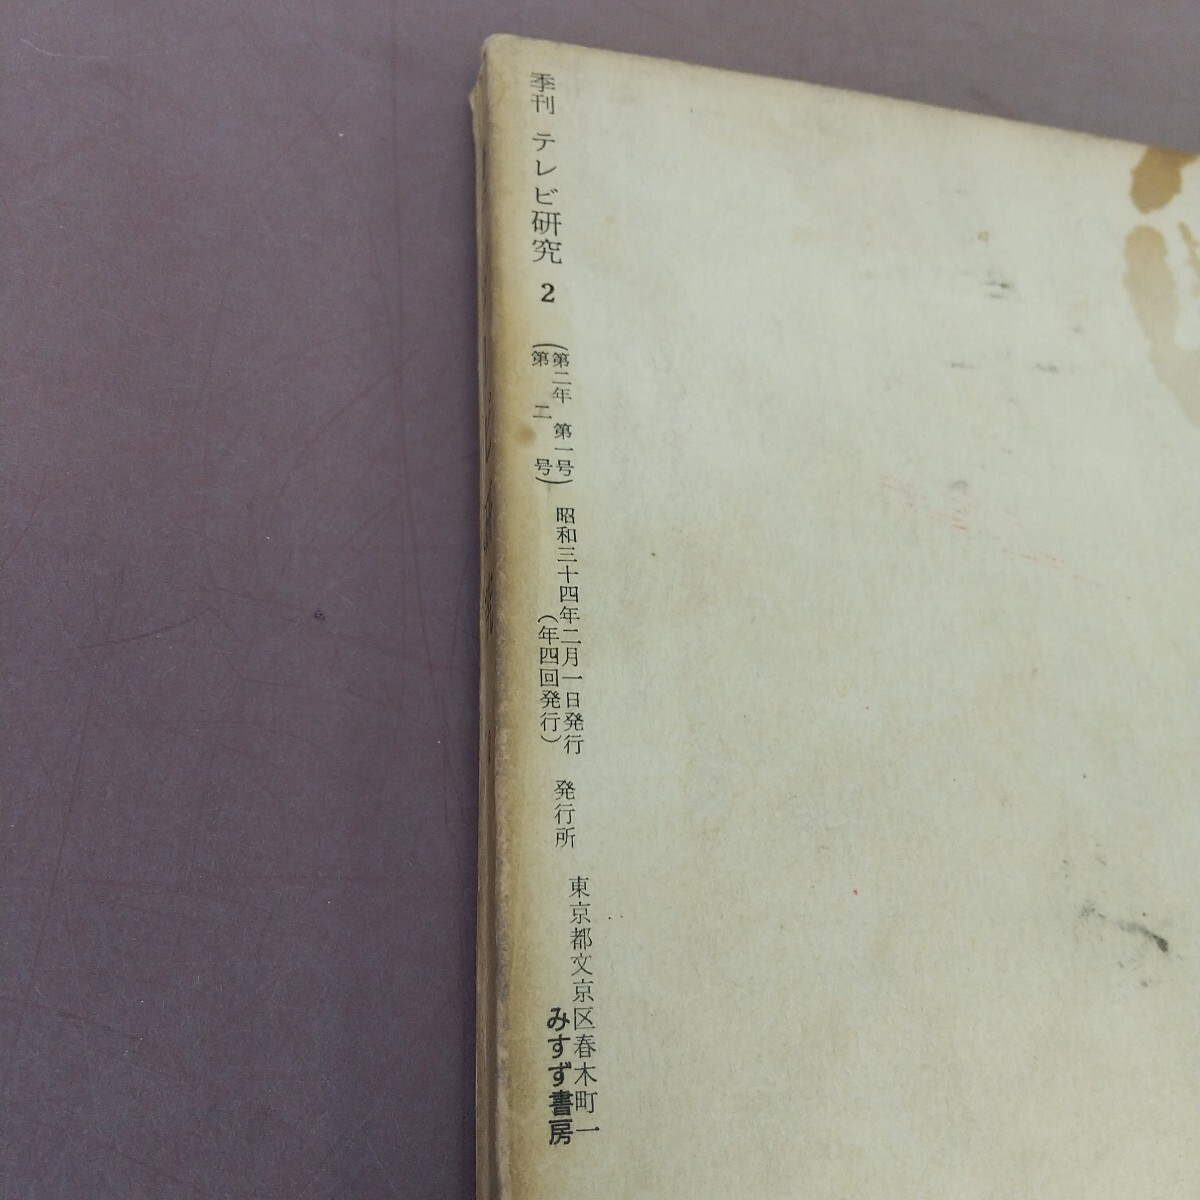 季刊 テレビ研究 2
(第二年 第一号)
(第二号)
昭和三十四年二月一日発行
(年四回発行)
発行所
東京都文京区春木町一
みすず書房